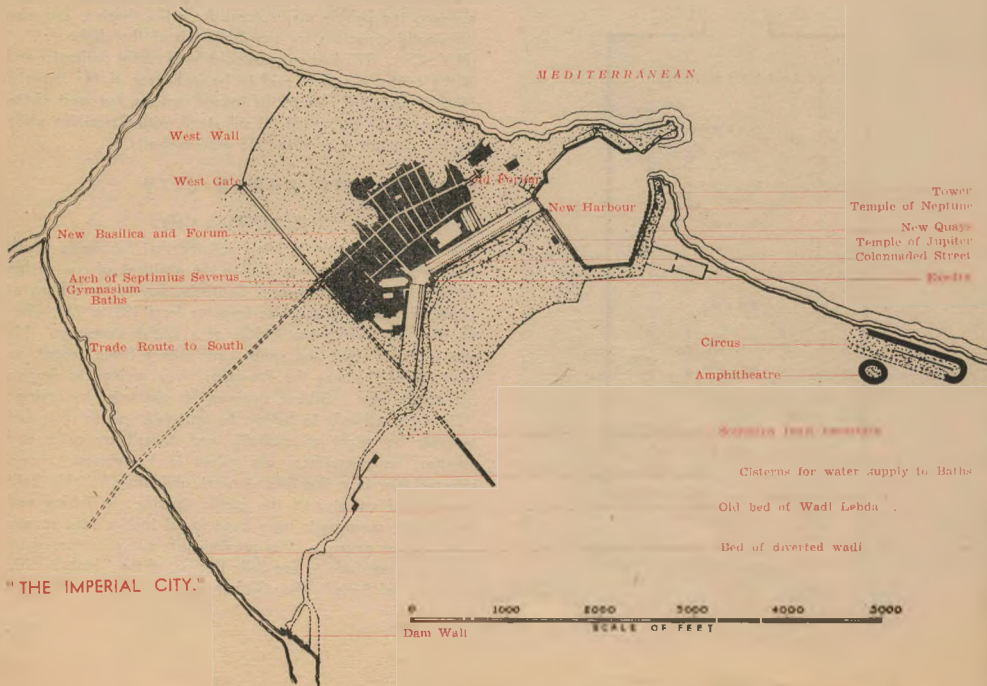 MEDITERRANEAN
West Wall
West Gate
Old Forum
New Harbour
Tower
Temple of Neptune
New Quays
Temple of Jupiter
Colonnaded Street
New Basilica and Forum
Arch of Septimius Severus
Gymnasium
Baths
Trade Route to South
Circus
Amphitheatre
Cisterns for water supply to Baths
Old bed of Wadi Lebda
Bed of diverted wadi
"THE IMPERIAL CITY."
Dam Wall
0 1000 2000 3000 4000 5000
SCALE OF FEET